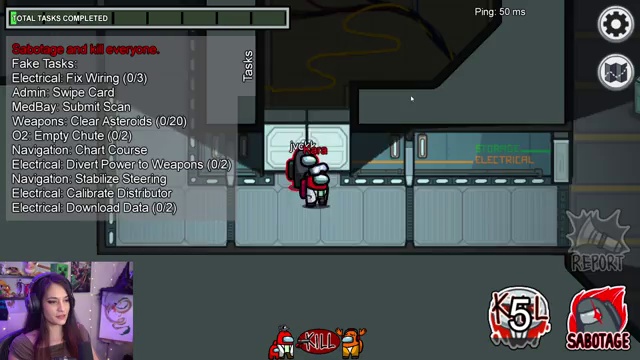 TOTAL TASKS COMPLETED
Ping: 50 ms
Sabotage and kill everyone.
Fake Tasks:
Electrical: Fix Wiring (0/3)
Admin: Swipe Card
MedBay: Submit Scan
Weapons: Clear Asteroids (0/20)
O2: Empty Chute (0/2)
Navigation: Chart Course
Electrical: Divert Power to Weapons (0/2)
Navigation: Stabilize Steering
Electrical: Calibrate Distributor
Electrical: Download Data (0/2)
Tasks
STORAGE
ELECTRICAL
REPORT
5
SABOTAGE
KILL